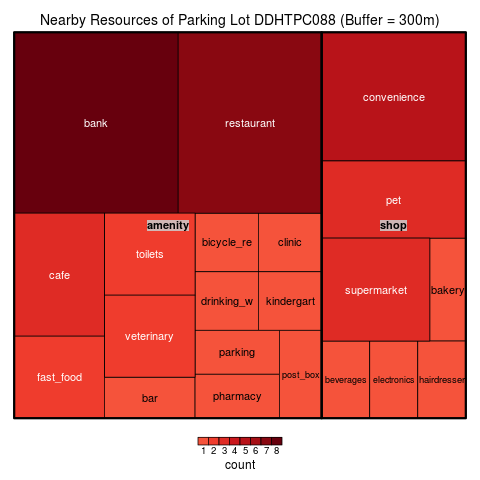 Nearby Resources of Parking Lot DDHTPC088 (Buffer = 300m)
bank
restaurant
convenience
pet
amenity
shop
toilets
bicycle_re
clinic
cafe
drinking_w
kindergart
supermarket
bakery
veterinary
parking
fast_food
post_box
bar
pharmacy
beverages
electronics
hairdresser
1 2 3 4 5 6 7 8
count